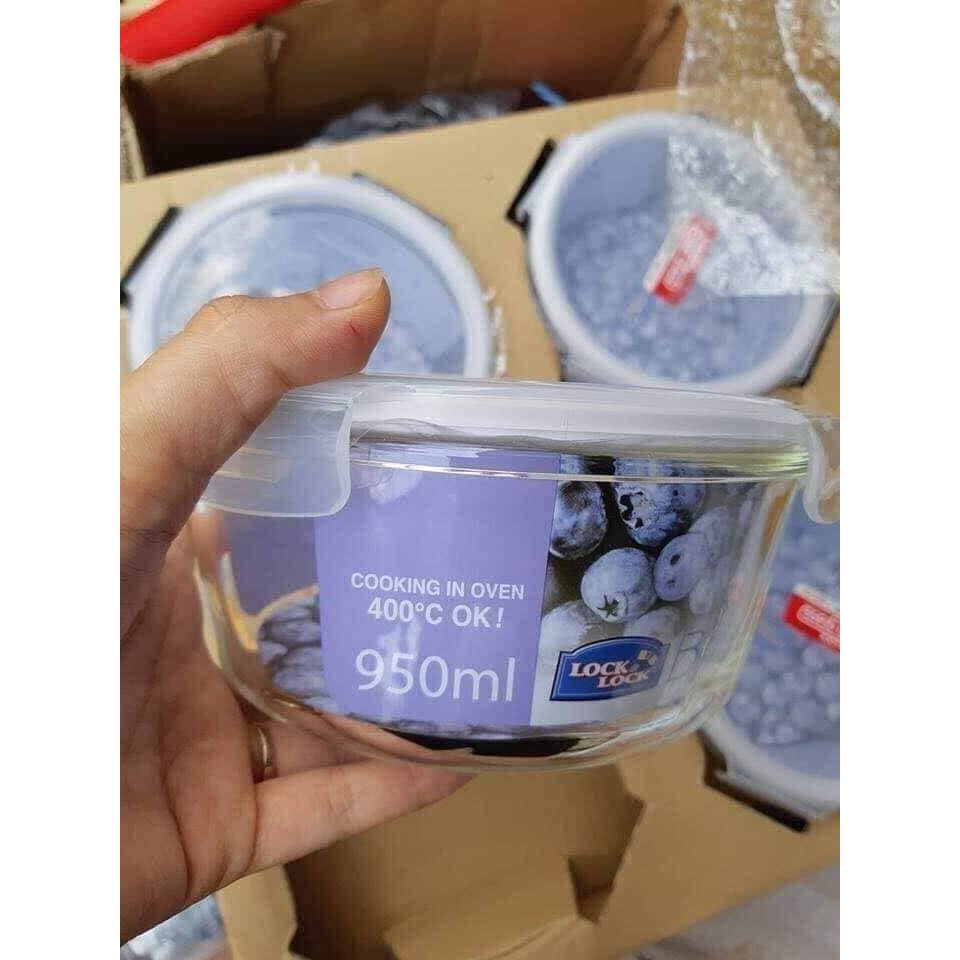 COOKING IN OVEN
400°C OK!
950ml
LOCK & LOCK